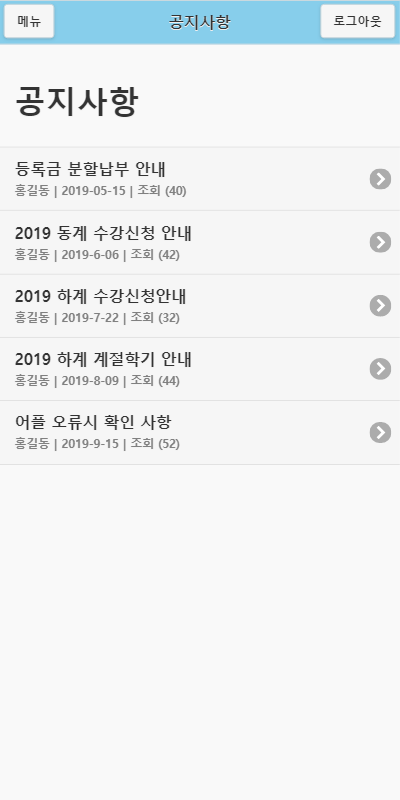 메뉴
공지사항
로그아웃
공지사항
등록금 분할납부 안내
홍길동 | 2019-05-15 | 조회 (40)
2019 동계 수강신청 안내
홍길동 | 2019-6-06 | 조회 (42)
2019 하계 수강신청안내
홍길동 | 2019-7-22 | 조회 (32)
2019 하계 계절학기 안내
홍길동 | 2019-8-09 | 조회 (44)
어플 오류시 확인 사항
홍길동 | 2019-9-15 | 조회 (52)